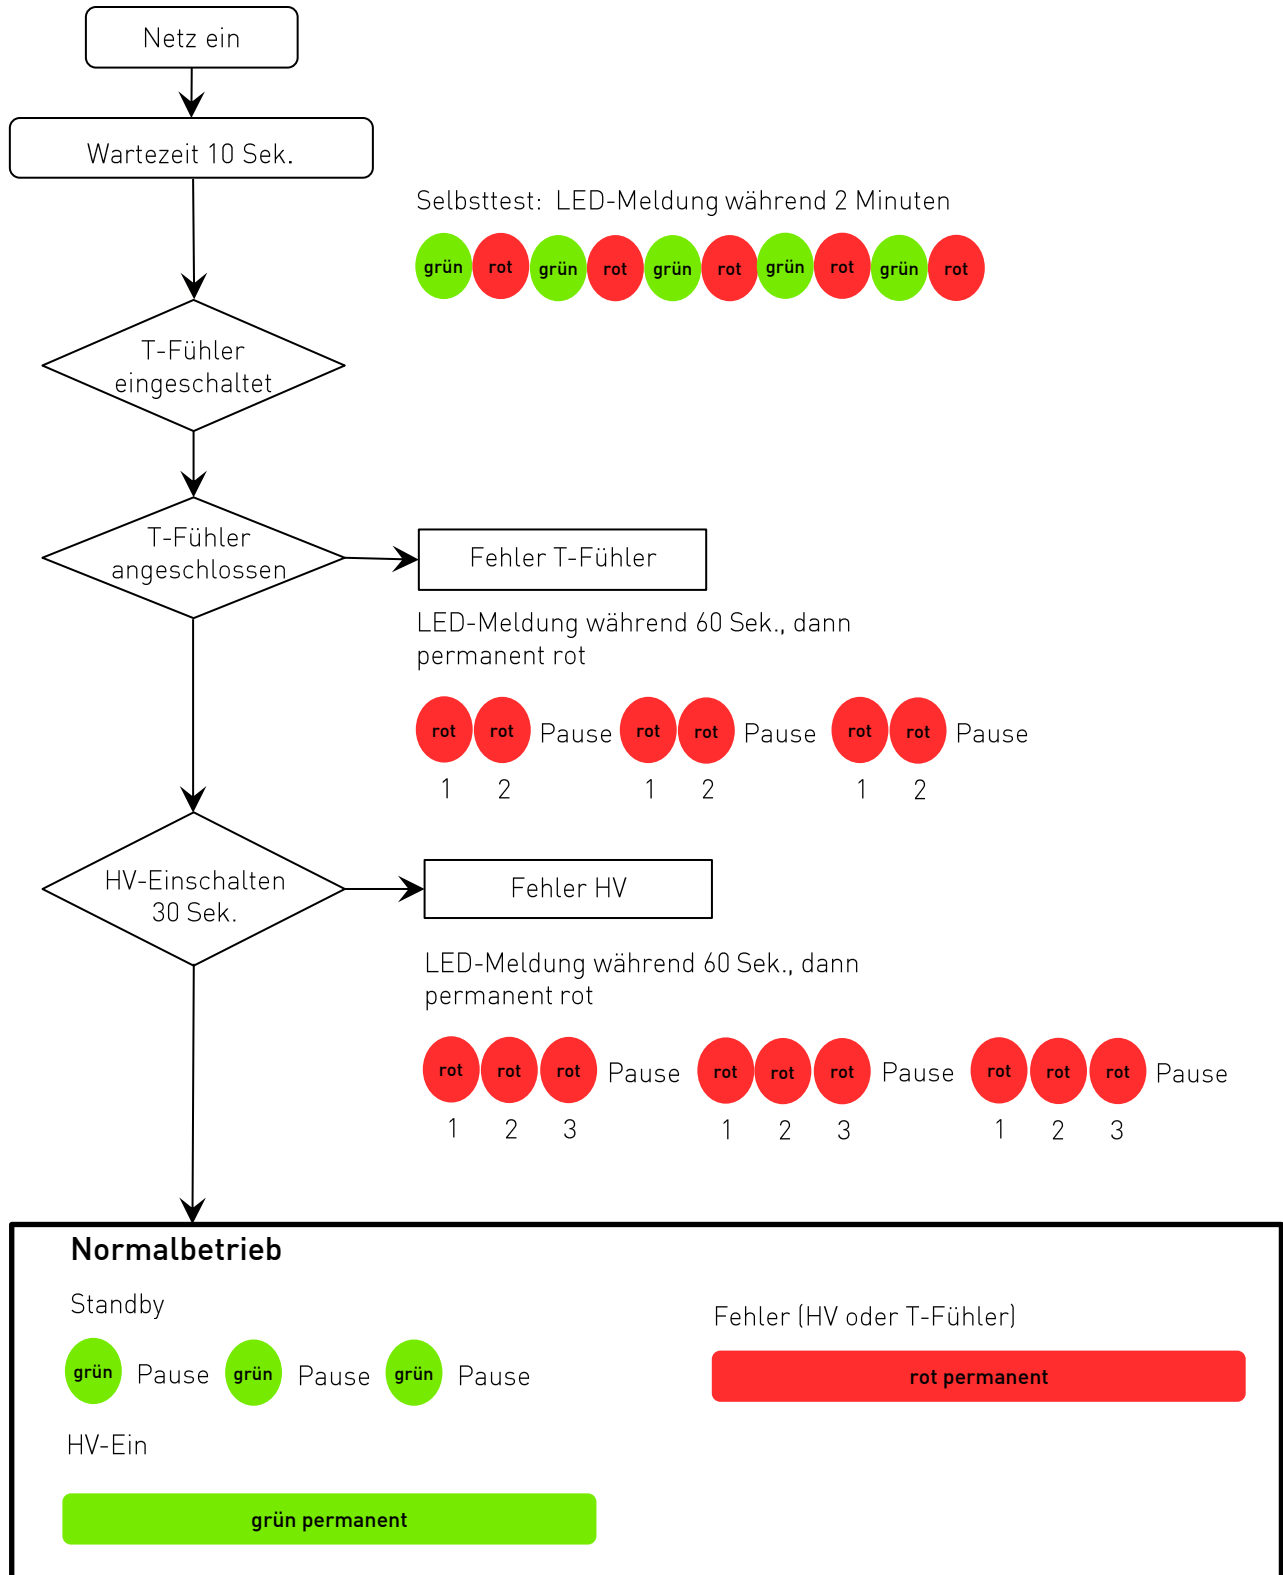 Netz ein
Wartezeit 10 Sek.
Selbsttest: LED-Meldung während 2 Minuten
grün rot grün rot grün rot grün rot grün rot
T-Fühler
eingeschaltet
T-Fühler
angeschlossen
Fehler T-Fühler
LED-Meldung während 60 Sek., dann
permanent rot
rot rot Pause rot rot Pause rot rot Pause
1 2 1 2 1 2
HV-Einschalten
30 Sek.
Fehler HV
LED-Meldung während 60 Sek., dann
permanent rot
rot rot rot Pause rot rot rot Pause rot rot rot Pause
1 2 3 1 2 3 1 2 3
Normalbetrieb
Standby
grün Pause grün Pause grün Pause
HV-Ein
grün permanent
Fehler (HV oder T-Fühler)
rot permanent